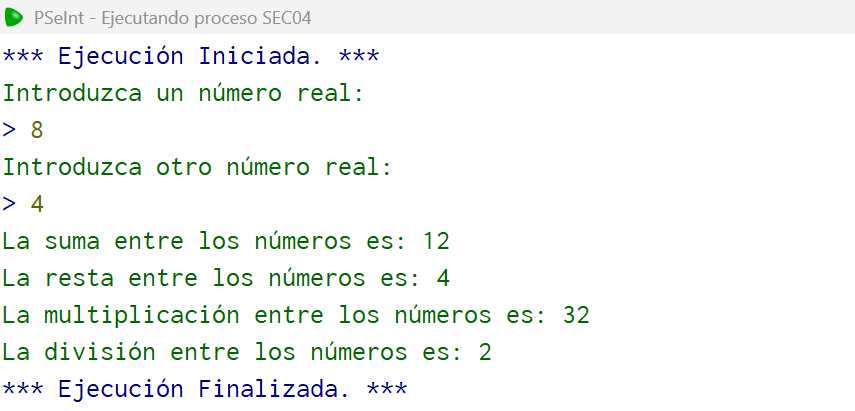 PSeInt - Ejecutando proceso SEC04
*** Ejecución Iniciada. ***
Introduzca un número real:
> 8
Introduzca otro número real:
> 4
La suma entre los números es: 12
La resta entre los números es: 4
La multiplicación entre los números es: 32
La división entre los números es: 2
*** Ejecución Finalizada. ***